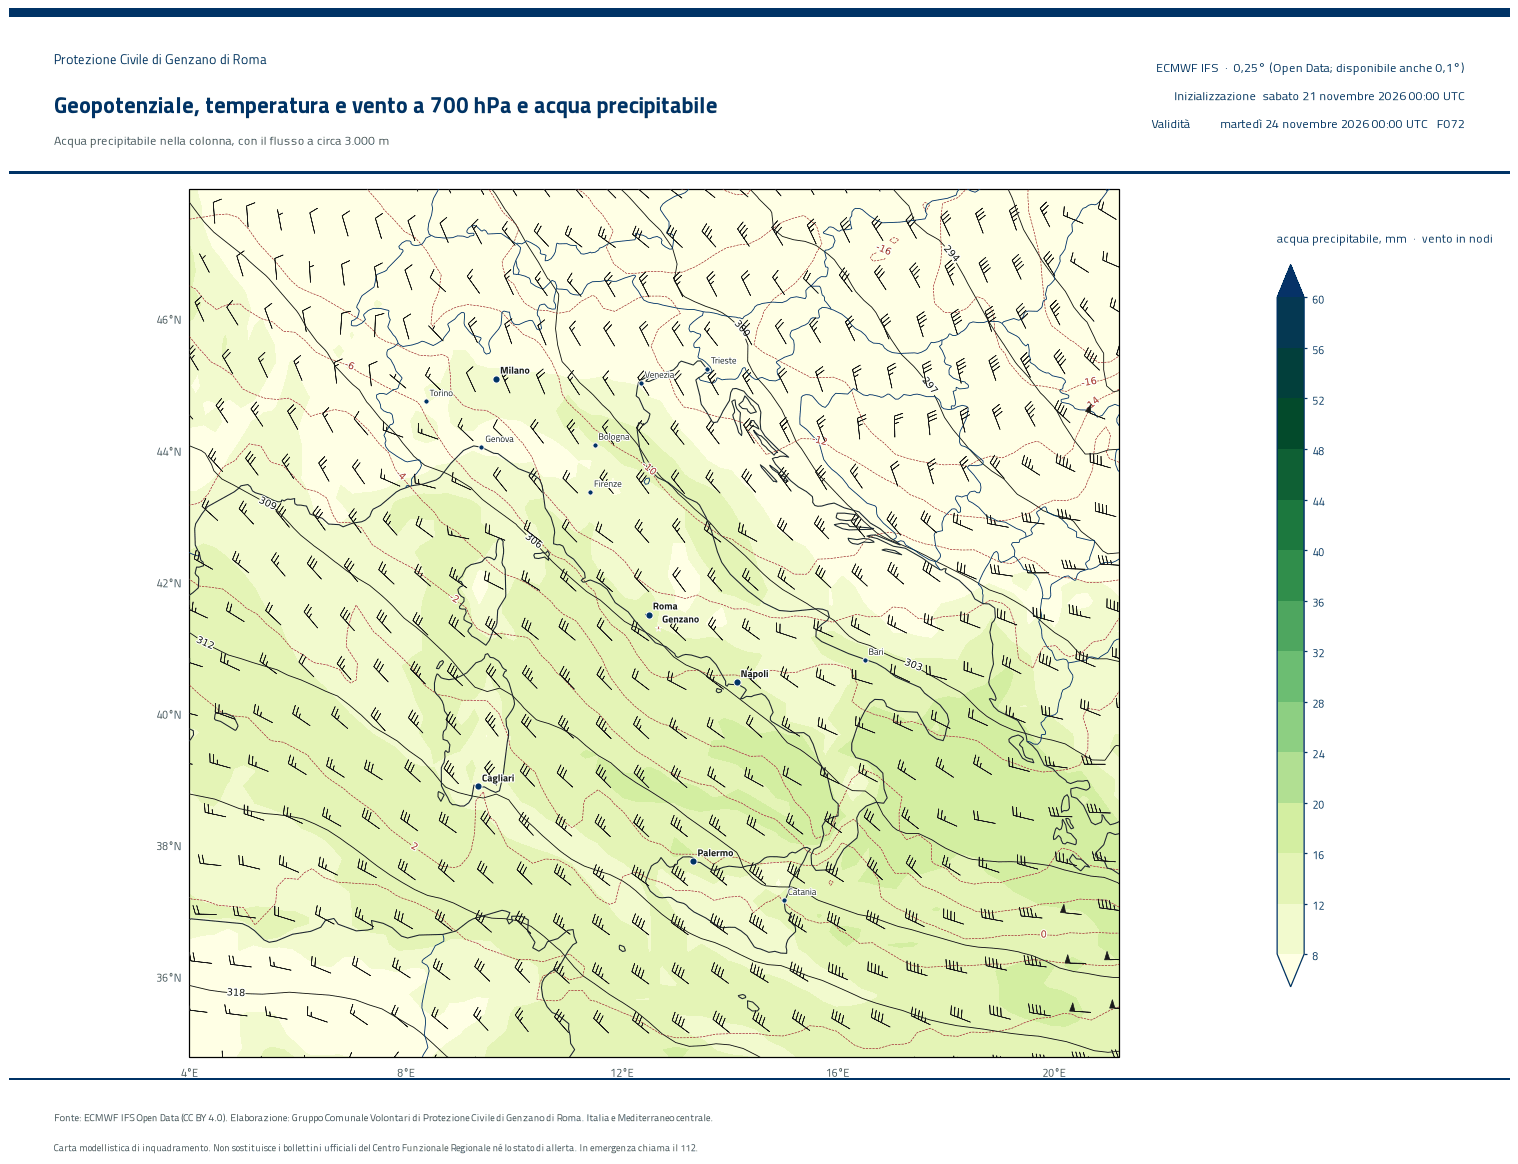 Protezione Civile di Genzano di Roma
Geopotenziale, temperatura e vento a 700 hPa e acqua precipitabile
Acqua precipitabile nella colonna, con il flusso a circa 3.000 m
ECMWF IFS · 0,25° (Open Data; disponibile anche 0,1°)
Inizializzazione sabato 21 novembre 2026 00:00 UTC
Validità martedì 24 novembre 2026 00:00 UTC F072
acqua precipitabile, mm · vento in nodi
60
56
52
48
44
40
36
32
28
24
20
16
12
8
46°N
44°N
42°N
40°N
38°N
36°N
4°E
8°E
12°E
16°E
20°E
-16
294
300
-6
297
-16
-14
Milano
Torino
Venezia
Trieste
Genova
Bologna
Firenze
-12
-10
-4
309
306
-2
312
Roma
Genzano
Bari
303
Napoli
Cagliari
2
Palermo
Catania
0
318
Fonte: ECMWF IFS Open Data (CC BY 4.0). Elaborazione: Gruppo Comunale Volontari di Protezione Civile di Genzano di Roma. Italia e Mediterraneo centrale.
Carta modellistica di inquadramento. Non sostituisce i bollettini ufficiali del Centro Funzionale Regionale né lo stato di allerta. In emergenza chiama il 112.